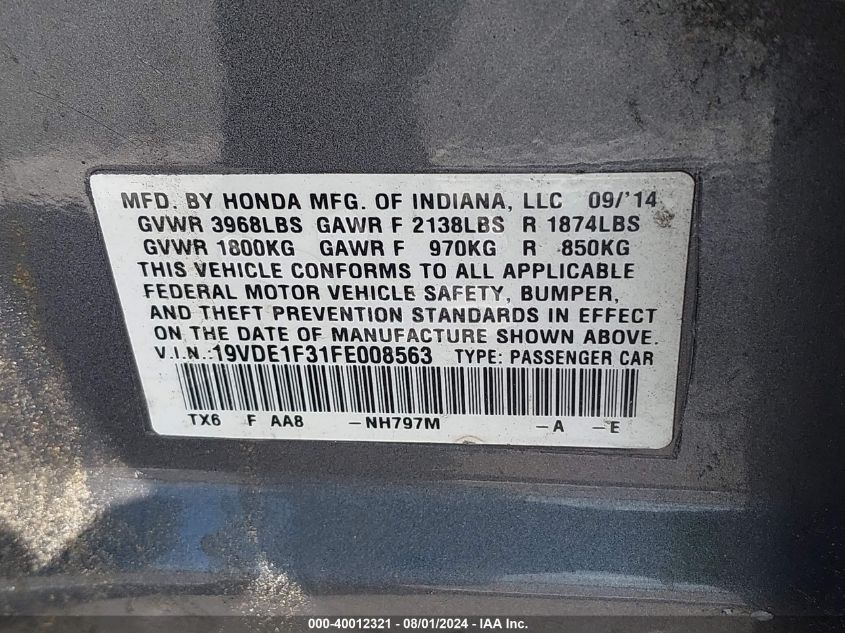 MFD. BY HONDA MFG. OF INDIANA, LLC 09/'14
GVWR 3968LBS GAWR F 2138LBS R 1874LBS
GVWR 1800KG GAWR F 970KG R 850KG
THIS VEHICLE CONFORMS TO ALL APPLICABLE
FEDERAL MOTOR VEHICLE SAFETY, BUMPER,
AND THEFT PREVENTION STANDARDS IN EFFECT
ON THE DATE OF MANUFACTURE SHOWN ABOVE.
V.I.N.:19VDE1F31FE008563 TYPE: PASSENGER CAR
TX6 F AA8 –NH797M –A –E
000-40012321 - 08/01/2024 - IAA Inc.